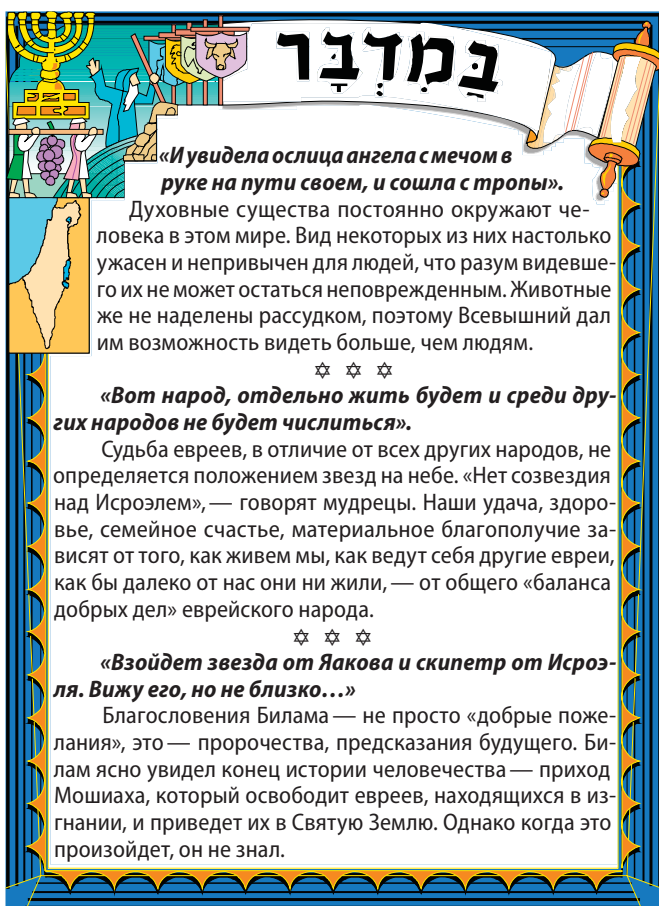 בַּמִדְבָּר
«И увидела ослица ангела с мечом в
руке на пути своем, и сошла с тропы».
Духовные существа постоянно окружают че-
ловека в этом мире. Вид некоторых из них настолько
ужасен и непривычен для людей, что разум видевше-
го их не может остаться неповрежденным. Животные
же не наделены рассудком, поэтому Всевышний дал
им возможность видеть больше, чем людям.
✡ ✡ ✡
«Вот народ, отдельно жить будет и среди дру-
гих народов не будет числиться».
Судьба евреев, в отличие от всех других народов, не
определяется положением звезд на небе. «Нет созвездия
над Исроэлем», — говорят мудрецы. Наши удача, здоро-
вье, семейное счастье, материальное благополучие за-
висят от того, как живем мы, как ведут себя другие евреи,
как бы далеко от нас они ни жили, — от общего «баланса
добрых дел» еврейского народа.
✡ ✡ ✡
«Взойдет звезда от Яакова и скипетр от Исроэ-
ля. Вижу его, но не близко…»
Благословения Билама — не просто «добрые поже-
лания», это — пророчества, предсказания будущего. Би-
лам ясно увидел конец истории человечества — приход
Мошиаха, который освободит евреев, находящихся в из-
гнании, и приведет их в Святую Землю. Однако когда это
произойдет, он не знал.